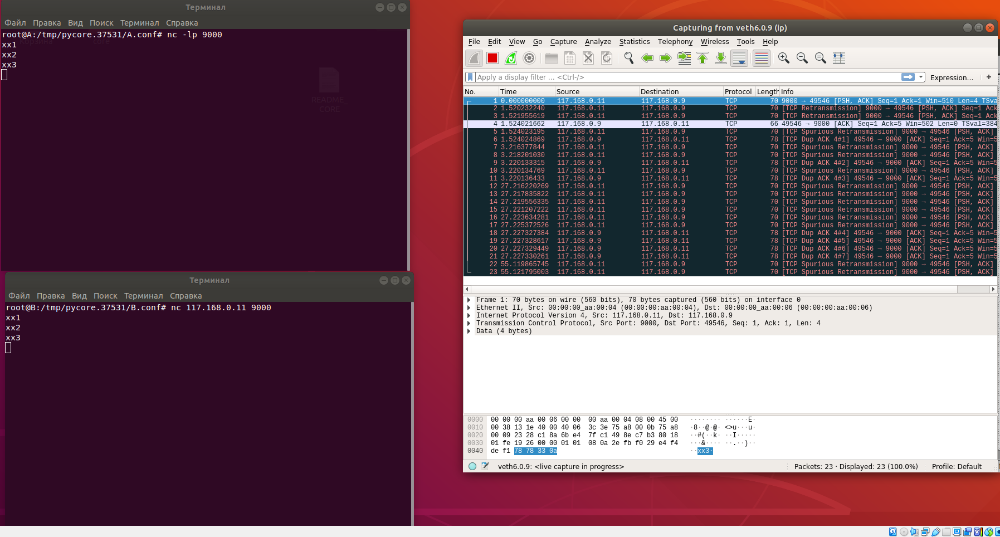 Терминал
Файл Правка Вид Поиск Терминал Справка
root@A:/tmp/pycore.37531/A.conf# nc -lp 9000
xx1
xx2
xx3
Корзина
core
README_
CORE
Терминал
Файл Правка Вид Поиск Терминал Справка
root@B:/tmp/pycore.37531/B.conf# nc 117.168.0.11 9000
xx1
xx2
xx3
Capturing from veth6.0.9 (ip)
File Edit View Go Capture Analyze Statistics Telephony Wireless Tools Help
Apply a display filter ... <Ctrl-/> Expression... +
No. Time Source Destination Protocol Length Info
1 0.000000000 117.168.0.11 117.168.0.9 TCP 70 9000 → 49546 [PSH, ACK] Seq=1 Ack=1 Win=510 Len=4 TSva
2 1.520232240 117.168.0.11 117.168.0.9 TCP 70 [TCP Retransmission] 9000 → 49546 [PSH, ACK] Seq=1 Ack
3 1.521955619 117.168.0.11 117.168.0.9 TCP 70 [TCP Retransmission] 9000 → 49546 [PSH, ACK] Seq=1 Ack
4 1.524021662 117.168.0.9 117.168.0.11 TCP 66 49546 → 9000 [ACK] Seq=1 Ack=5 Win=502 Len=0 TSval=384
5 1.524023195 117.168.0.11 117.168.0.9 TCP 70 [TCP Spurious Retransmission] 9000 → 49546 [PSH, ACK]
6 1.524024869 117.168.0.9 117.168.0.11 TCP 78 [TCP Dup ACK 4#1] 49546 → 9000 [ACK] Seq=1 Ack=5 Win=5
7 3.216377844 117.168.0.11 117.168.0.9 TCP 70 [TCP Spurious Retransmission] 9000 → 49546 [PSH, ACK]
8 3.218201030 117.168.0.11 117.168.0.9 TCP 70 [TCP Spurious Retransmission] 9000 → 49546 [PSH, ACK]
9 3.220133315 117.168.0.9 117.168.0.11 TCP 78 [TCP Dup ACK 4#2] 49546 → 9000 [ACK] Seq=1 Ack=5 Win=5
10 3.220134769 117.168.0.11 117.168.0.9 TCP 70 [TCP Spurious Retransmission] 9000 → 49546 [PSH, ACK]
11 3.220136433 117.168.0.9 117.168.0.11 TCP 78 [TCP Dup ACK 4#3] 49546 → 9000 [ACK] Seq=1 Ack=5 Win=5
12 27.216220269 117.168.0.11 117.168.0.9 TCP 70 [TCP Spurious Retransmission] 9000 → 49546 [PSH, ACK]
13 27.217835822 117.168.0.11 117.168.0.9 TCP 70 [TCP Spurious Retransmission] 9000 → 49546 [PSH, ACK]
14 27.219556335 117.168.0.11 117.168.0.9 TCP 70 [TCP Spurious Retransmission] 9000 → 49546 [PSH, ACK]
15 27.221207222 117.168.0.11 117.168.0.9 TCP 70 [TCP Spurious Retransmission] 9000 → 49546 [PSH, ACK]
16 27.223634281 117.168.0.11 117.168.0.9 TCP 70 [TCP Spurious Retransmission] 9000 → 49546 [PSH, ACK]
17 27.225372526 117.168.0.11 117.168.0.9 TCP 70 [TCP Spurious Retransmission] 9000 → 49546 [PSH, ACK]
18 27.227327384 117.168.0.9 117.168.0.11 TCP 78 [TCP Dup ACK 4#4] 49546 → 9000 [ACK] Seq=1 Ack=5 Win=5
19 27.227328617 117.168.0.9 117.168.0.11 TCP 78 [TCP Dup ACK 4#5] 49546 → 9000 [ACK] Seq=1 Ack=5 Win=5
20 27.227329449 117.168.0.9 117.168.0.11 TCP 78 [TCP Dup ACK 4#6] 49546 → 9000 [ACK] Seq=1 Ack=5 Win=5
21 27.227330261 117.168.0.9 117.168.0.11 TCP 78 [TCP Dup ACK 4#7] 49546 → 9000 [ACK] Seq=1 Ack=5 Win=5
22 55.119865745 117.168.0.11 117.168.0.9 TCP 70 [TCP Spurious Retransmission] 9000 → 49546 [PSH, ACK]
23 55.121795003 117.168.0.11 117.168.0.9 TCP 70 [TCP Spurious Retransmission] 9000 → 49546 [PSH, ACK]
Frame 1: 70 bytes on wire (560 bits), 70 bytes captured (560 bits) on interface 0
Ethernet II, Src: 00:00:00_aa:00:04 (00:00:00:aa:00:04), Dst: 00:00:00_aa:00:06 (00:00:00:aa:00:06)
Internet Protocol Version 4, Src: 117.168.0.11, Dst: 117.168.0.9
Transmission Control Protocol, Src Port: 9000, Dst Port: 49546, Seq: 1, Ack: 1, Len: 4
Data (4 bytes)
0000 00 00 00 aa 00 06 00 00 00 aa 00 04 08 00 45 00 ········ ······E·
0010 00 38 13 1e 40 00 40 06 3c 3e 75 a8 00 0b 75 a8 ·8··@·@· <>u···u·
0020 00 09 23 28 c1 8a 6b e4 7f c1 49 8e c7 b3 80 18 ··#(··k· ··I·····
0030 01 fe 19 26 00 00 01 01 08 0a 2e fb f0 29 e4 f4 ···&···· ··.··)··
0040 de f1 78 78 33 0a ··xx3·
veth6.0.9: <live capture in progress> Packets: 23 · Displayed: 23 (100.0%) Profile: Default